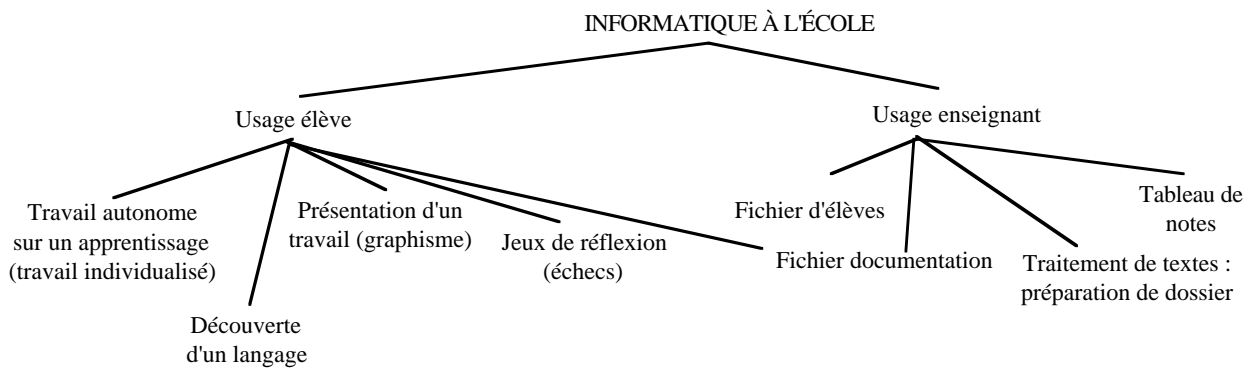 INFORMATIQUE À L'ÉCOLE
Usage élève
Usage enseignant
Travail autonome
sur un apprentissage
(travail individualisé)
Découverte
d'un langage
Présentation d'un
travail (graphisme)
Jeux de réflexion
(échecs)
Fichier d'élèves
Fichier documentation
Traitement de textes :
préparation de dossier
Tableau de
notes